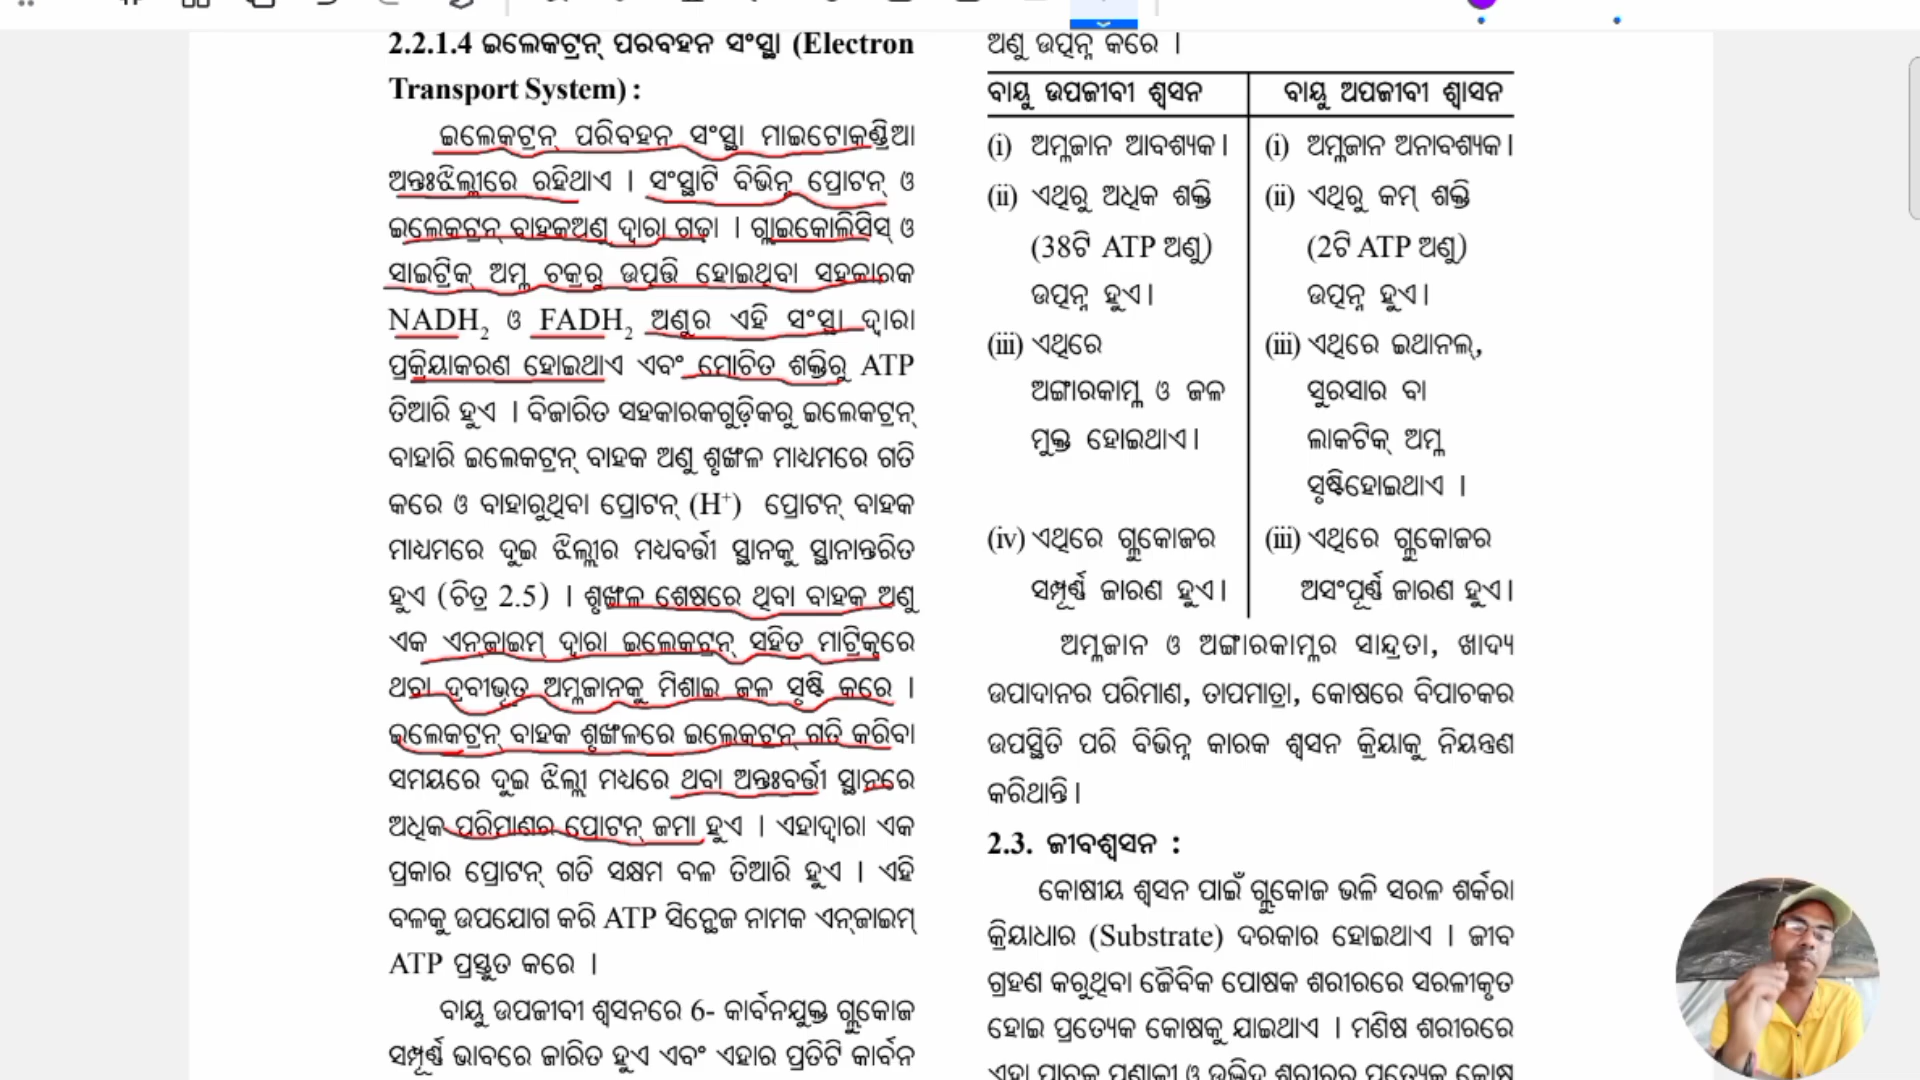 2.2.1.4 ଇଲେକଟ୍ରନ୍ ପରବହନ ସଂସ୍ଥା (Electron
Transport System) :
ଇଲେକଟ୍ରନ୍ ପରିବହନ ସଂସ୍ଥା ମାଇଟୋକଣ୍ଡ୍ରିଆ
ଅନ୍ତଃଝିଲ୍ଲୀରେ ରହିଥାଏ । ସଂସ୍ଥାଟି ବିଭିନ୍ନ ପ୍ରୋଟନ୍ ଓ
ଇଲେକଟ୍ରନ୍ ବାହକଅଣୁ ଦ୍ୱାରା ଗଢ଼ା । ଗ୍ଲାଇକୋଲିସିସ୍ ଓ
ସାଇଟ୍ରିକ୍ ଅମ୍ଳ ଚକ୍ରରୁ ଉତ୍ପତ୍ତି ହୋଇଥିବା ସହକାରକ
NADH₂ ଓ FADH₂ ଅଣୁର ଏହି ସଂସ୍ଥା ଦ୍ୱାରା
ପ୍ରକ୍ରିୟାକରଣ ହୋଇଥାଏ ଏବଂ ମୋଚିତ ଶକ୍ତିରୁ ATP
ତିଆରି ହୁଏ । ବିଜାରିତ ସହକାରକଗୁଡ଼ିକରୁ ଇଲେକଟ୍ରନ୍
ବାହାରି ଇଲେକଟ୍ରନ୍ ବାହକ ଅଣୁ ଶୃଙ୍ଖଳ ମାଧ୍ୟମରେ ଗତି
କରେ ଓ ବାହାରୁଥିବା ପ୍ରୋଟନ୍ (H⁺) ପ୍ରୋଟନ୍ ବାହକ
ମାଧ୍ୟମରେ ଦୁଇ ଝିଲ୍ଲୀର ମଧ୍ୟବର୍ତ୍ତୀ ସ୍ଥାନକୁ ସ୍ଥାନାନ୍ତରିତ
ହୁଏ (ଚିତ୍ର 2.5) । ଶୃଙ୍ଖଳ ଶେଷରେ ଥିବା ବାହକ ଅଣୁ
ଏକ ଏନ୍‌ଜାଇମ୍ ଦ୍ୱାରା ଇଲେକଟ୍ରନ୍ ସହିତ ମାଟ୍ରିକ୍ସରେ
ଥିବା ଦ୍ରବୀଭୂତ ଅମ୍ଳଜାନକୁ ମିଶାଇ ଜଳ ସୃଷ୍ଟି କରେ ।
ଇଲେକଟ୍ରନ୍ ବାହକ ଶୃଙ୍ଖଳରେ ଇଲେକଟ୍ରନ୍ ଗତି କରିବା
ସମୟରେ ଦୁଇ ଝିଲ୍ଲୀ ମଧ୍ୟରେ ଥିବା ଅନ୍ତଃବର୍ତ୍ତୀ ସ୍ଥାନରେ
ଅଧିକ ପରିମାଣର ପ୍ରୋଟନ୍ ଜମା ହୁଏ । ଏହାଦ୍ୱାରା ଏକ
ପ୍ରକାର ପ୍ରୋଟନ୍ ଗତି ସକ୍ଷମ ବଳ ତିଆରି ହୁଏ । ଏହି
ବଳକୁ ଉପଯୋଗ କରି ATP ସିନ୍ଥେଜ ନାମକ ଏନ୍‌ଜାଇମ୍
ATP ପ୍ରସ୍ତୁତ କରେ ।
ବାୟୁ ଉପଜୀବୀ ଶ୍ୱସନରେ 6- କାର୍ବନଯୁକ୍ତ ଗ୍ଲୁକୋଜ
ସମ୍ପୂର୍ଣ୍ଣ ଭାବରେ ଜାରିତ ହୁଏ ଏବଂ ଏହାର ପ୍ରତିଟି କାର୍ବନ
ଅଣୁ ଉତ୍ପନ୍ନ କରେ ।
ବାୟୁ ଉପଜୀବୀ ଶ୍ୱସନ
(i) ଅମ୍ଳଜାନ ଆବଶ୍ୟକ।
(ii) ଏଥିରୁ ଅଧିକ ଶକ୍ତି
(38ଟି ATP ଅଣୁ)
ଉତ୍ପନ୍ନ ହୁଏ।
(iii) ଏଥିରେ
ଅଙ୍ଗାରକାମ୍ଳ ଓ ଜଳ
ମୁକ୍ତ ହୋଇଥାଏ।
(iv) ଏଥିରେ ଗ୍ଲୁକୋଜର
ସମ୍ପୂର୍ଣ୍ଣ ଜାରଣ ହୁଏ।
ବାୟୁ ଅପଜୀବୀ ଶ୍ୱାସନ
(i) ଅମ୍ଳଜାନ ଅନାବଶ୍ୟକ।
(ii) ଏଥିରୁ କମ୍ ଶକ୍ତି
(2ଟି ATP ଅଣୁ)
ଉତ୍ପନ୍ନ ହୁଏ।
(iii) ଏଥିରେ ଇଥାନଲ୍,
ସୁରସାର ବା
ଲାକଟିକ୍ ଅମ୍ଳ
ସୃଷ୍ଟିହୋଇଥାଏ ।
(iii) ଏଥିରେ ଗ୍ଲୁକୋଜର
ଅସଂପୂର୍ଣ୍ଣ ଜାରଣ ହୁଏ।
ଅମ୍ଳଜାନ ଓ ଅଙ୍ଗାରକାମ୍ଳର ସାନ୍ଦ୍ରତା, ଖାଦ୍ୟ
ଉପାଦାନର ପରିମାଣ, ତାପମାତ୍ରା, କୋଷରେ ବିପାଚକର
ଉପସ୍ଥିତି ପରି ବିଭିନ୍ନ କାରକ ଶ୍ୱସନ କ୍ରିୟାକୁ ନିୟନ୍ତ୍ରଣ
କରିଥାନ୍ତି।
2.3. ଜୀବଶ୍ୱସନ :
କୋଷୀୟ ଶ୍ୱସନ ପାଇଁ ଗ୍ଲୁକୋଜ ଭଳି ସରଳ ଶର୍କରା
କ୍ରିୟାଧାର (Substrate) ଦରକାର ହୋଇଥାଏ । ଜୀବ
ଗ୍ରହଣ କରୁଥିବା ଜୈବିକ ପୋଷକ ଶରୀରରେ ସରଳୀକୃତ
ହୋଇ ପ୍ରତ୍ୟେକ କୋଷକୁ ଯାଇଥାଏ । ମଣିଷ ଶରୀରରେ